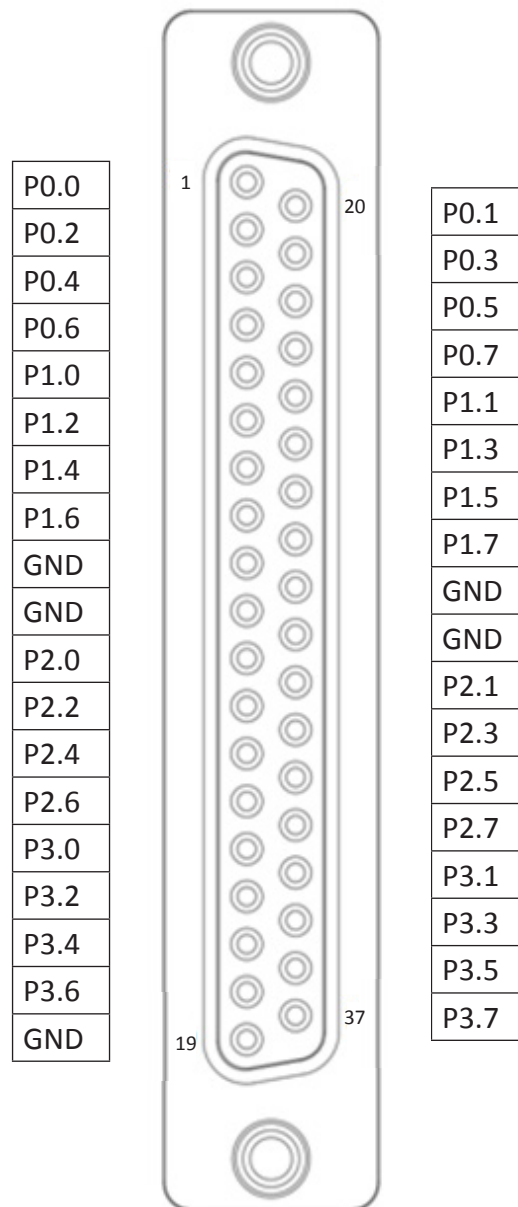 P0.0
P0.2
P0.4
P0.6
P1.0
P1.2
P1.4
P1.6
GND
GND
P2.0
P2.2
P2.4
P2.6
P3.0
P3.2
P3.4
P3.6
GND
1
19
20
37
P0.1
P0.3
P0.5
P0.7
P1.1
P1.3
P1.5
P1.7
GND
GND
P2.1
P2.3
P2.5
P2.7
P3.1
P3.3
P3.5
P3.7